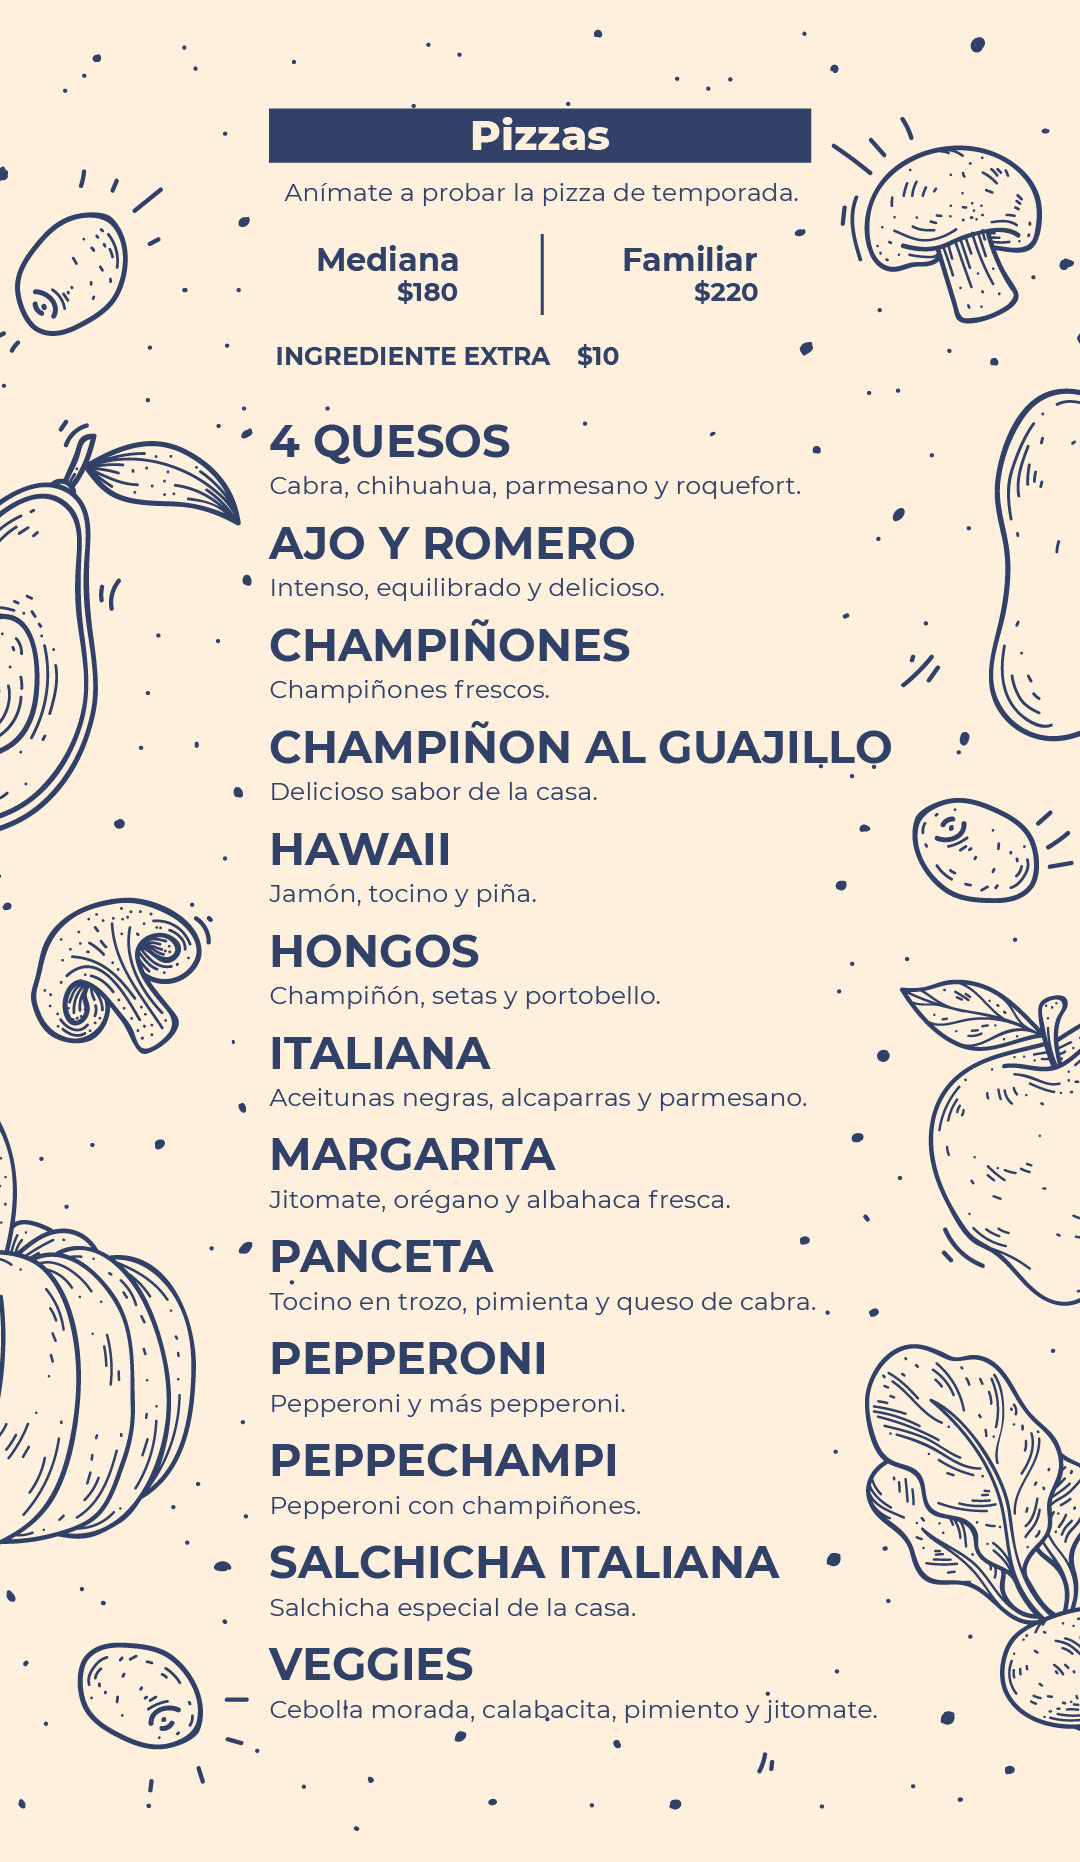 Pizzas
Anímate a probar la pizza de temporada.
Mediana
$180
Familiar
$220
INGREDIENTE EXTRA $10
4 QUESOS
Cabra, chihuahua, parmesano y roquefort.
AJO Y ROMERO
Intenso, equilibrado y delicioso.
CHAMPIÑONES
Champiñones frescos.
CHAMPIÑON AL GUAJILLO
Delicioso sabor de la casa.
HAWAII
Jamón, tocino y piña.
HONGOS
Champiñón, setas y portobello.
ITALIANA
Aceitunas negras, alcaparras y parmesano.
MARGARITA
Jitomate, orégano y albahaca fresca.
PANCETA
Tocino en trozo, pimienta y queso de cabra.
PEPPERONI
Pepperoni y más pepperoni.
PEPPECHAMPI
Pepperoni con champiñones.
SALCHICHA ITALIANA
Salchicha especial de la casa.
VEGGIES
Cebolla morada, calabacita, pimiento y jitomate.